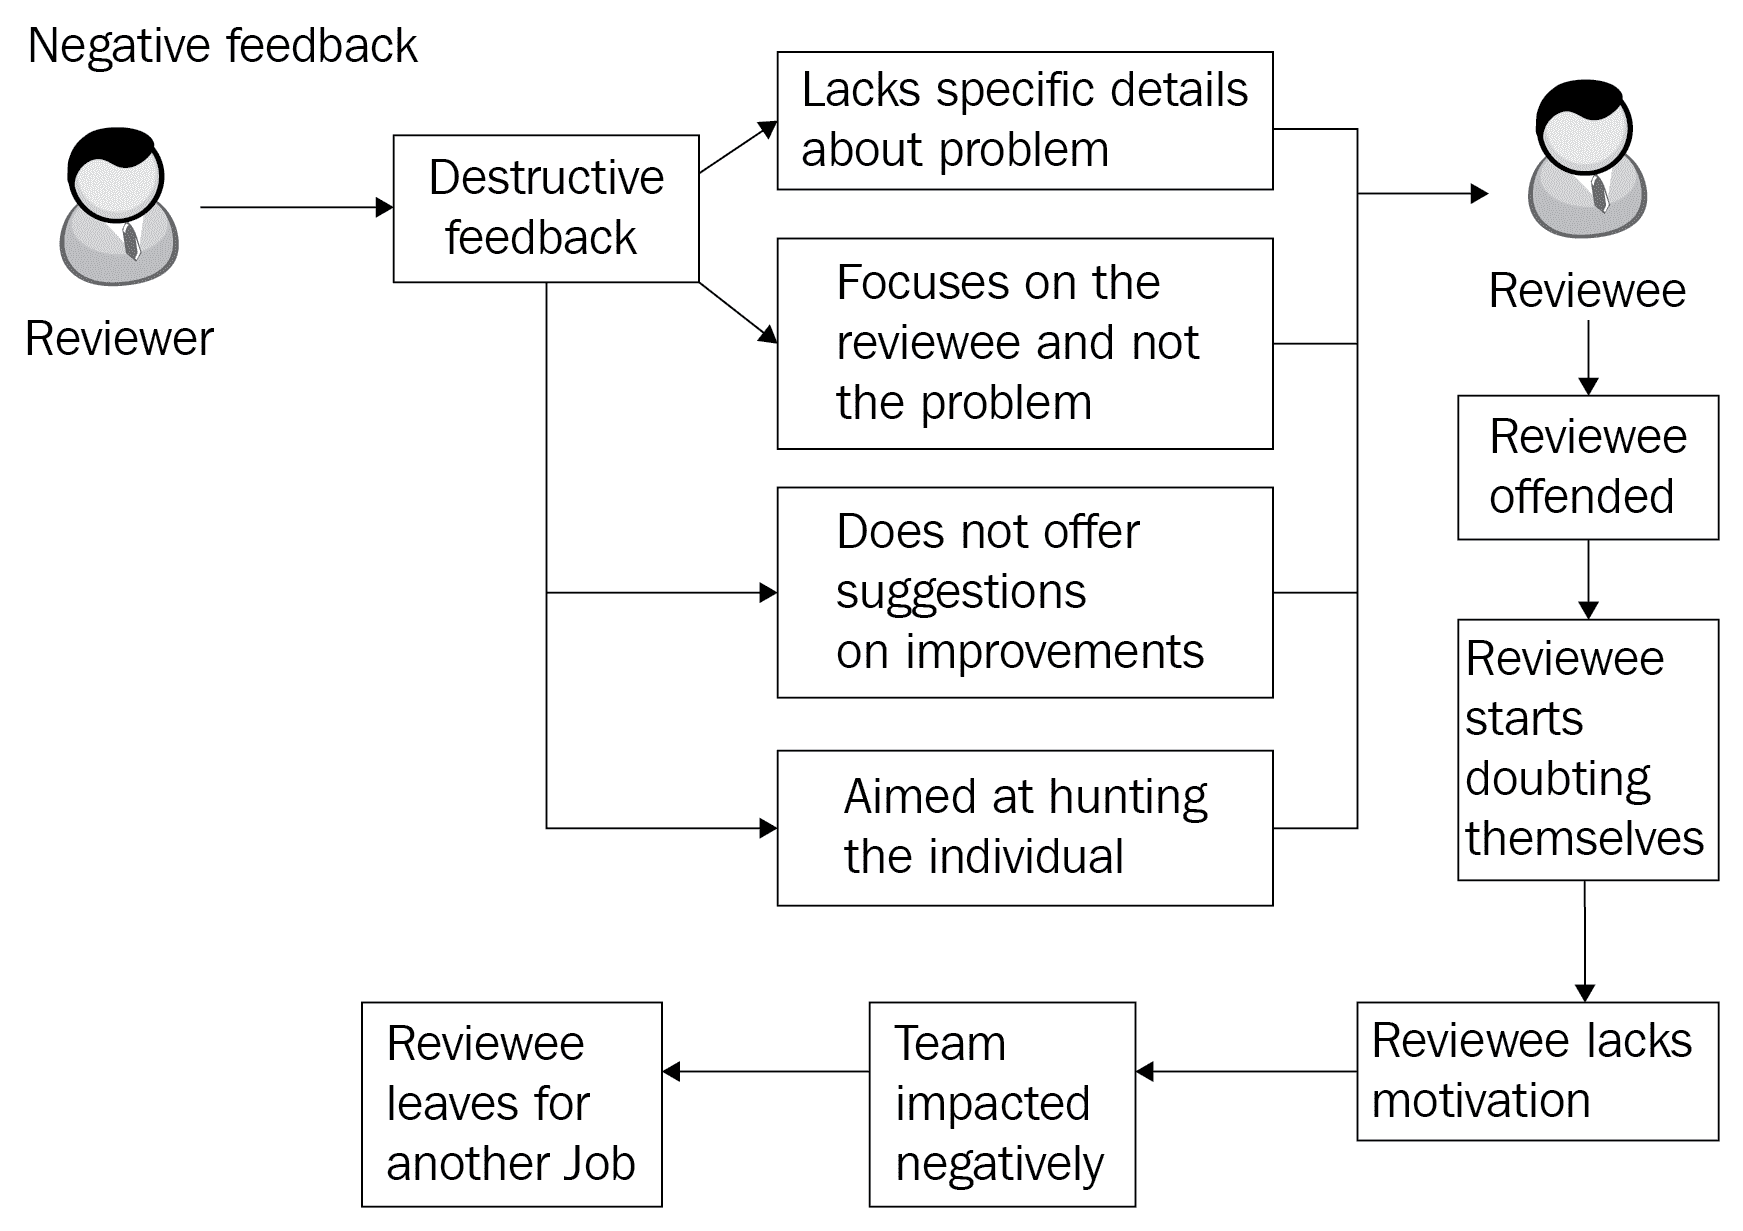 Negative feedback
Reviewer
Destructive
feedback
Lacks specific details
about problem
Focuses on the
reviewee and not
the problem
Does not offer
suggestions
on improvements
Aimed at hunting
the individual
Reviewee
Reviewee
offended
Reviewee
starts
doubting
themselves
Reviewee lacks
motivation
Team
impacted
negatively
Reviewee
leaves for
another Job